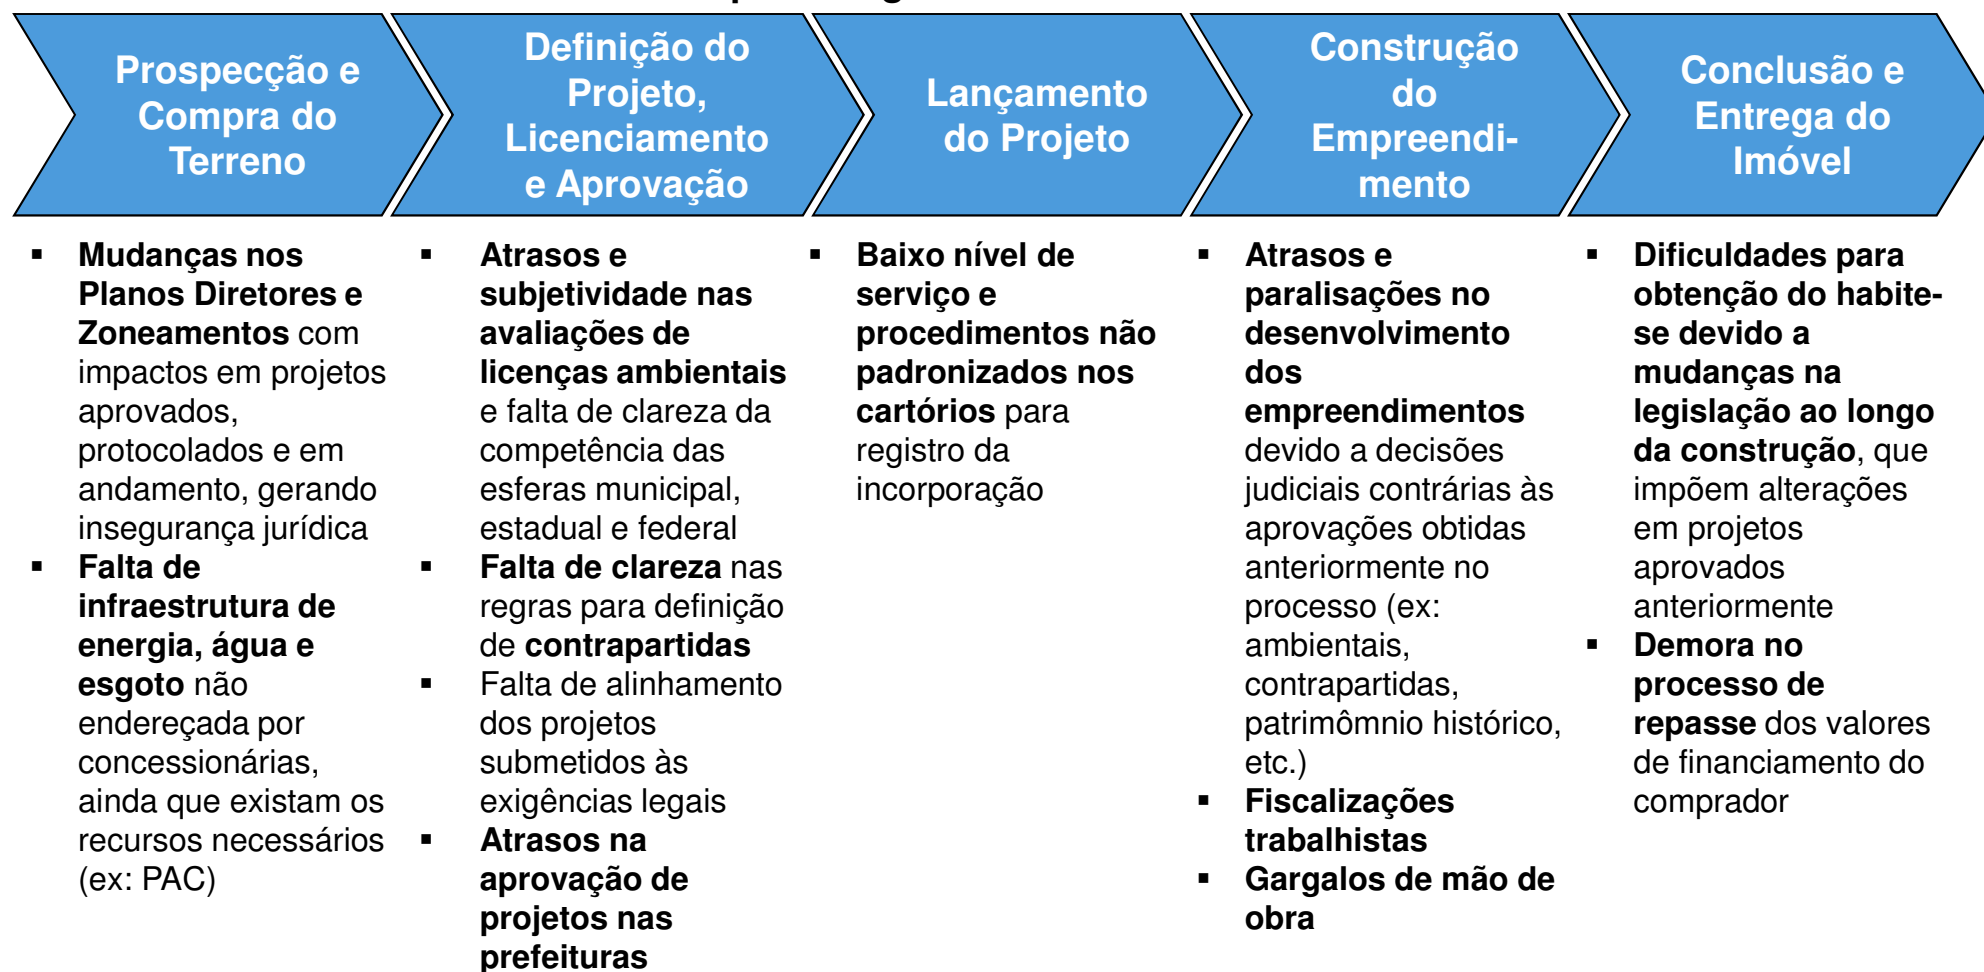 Prospecção e
Compra do
Terreno
Definição do
Projeto,
Licenciamento
e Aprovação
Lançamento
do Projeto
Construção
do
Empreendi-
mento
Conclusão e
Entrega do
Imóvel
▪ Mudanças nos
Planos Diretores e
Zoneamentos com
impactos em projetos
aprovados,
protocolados e em
andamento, gerando
insegurança jurídica
▪ Falta de
infraestrutura de
energia, água e
esgoto não
endereçada por
concessionárias,
ainda que existam os
recursos necessários
(ex: PAC)
▪ Atrasos e
subjetividade nas
avaliações de
licenças ambientais
e falta de clareza da
competência das
esferas municipal,
estadual e federal
▪ Falta de clareza nas
regras para definição
de contrapartidas
▪ Falta de alinhamento
dos projetos
submetidos às
exigências legais
▪ Atrasos na
aprovação de
projetos nas
prefeituras
▪ Baixo nível de
serviço e
procedimentos não
padronizados nos
cartórios para
registro da
incorporação
▪ Atrasos e
paralisações no
desenvolvimento
dos
empreendimentos
devido a decisões
judiciais contrárias às
aprovações obtidas
anteriormente no
processo (ex:
ambientais,
contrapartidas,
patrimômnio histórico,
etc.)
▪ Fiscalizações
trabalhistas
▪ Gargalos de mão de
obra
▪ Dificuldades para
obtenção do habite-
se devido a
mudanças na
legislação ao longo
da construção, que
impõem alterações
em projetos
aprovados
anteriormente
▪ Demora no
processo de
repasse dos valores
de financiamento do
comprador